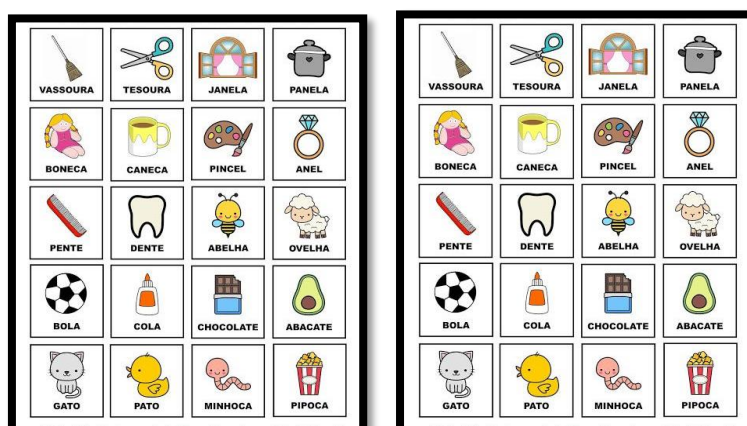 VASSOURA TESOURA JANELA PANELA
BONECA CANECA PINCEL ANEL
PENTE DENTE ABELHA OVELHA
BOLA COLA CHOCOLATE ABACATE
GATO PATO MINHOCA PIPOCA
VASSOURA TESOURA JANELA PANELA
BONECA CANECA PINCEL ANEL
PENTE DENTE ABELHA OVELHA
BOLA COLA CHOCOLATE ABACATE
GATO PATO MINHOCA PIPOCA